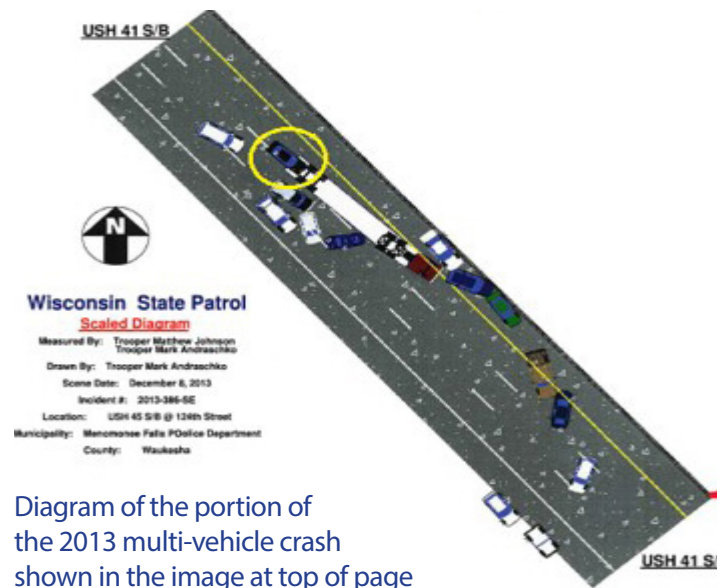 USH 41 S/B
N
Wisconsin State Patrol
Scaled Diagram
Measured By: Trooper Matthew Johnson
Trooper Mark Andraschko
Drawn By: Trooper Mark Andraschko
Scene Date: December 8, 2013
Incident #: 2013-386-SE
Location: USH 45 S/B @ 124th Street
Municipality: Menomonee Falls POolice Department
County: Waukesha
Diagram of the portion of
the 2013 multi-vehicle crash
shown in the image at top of page
USH 41 S/